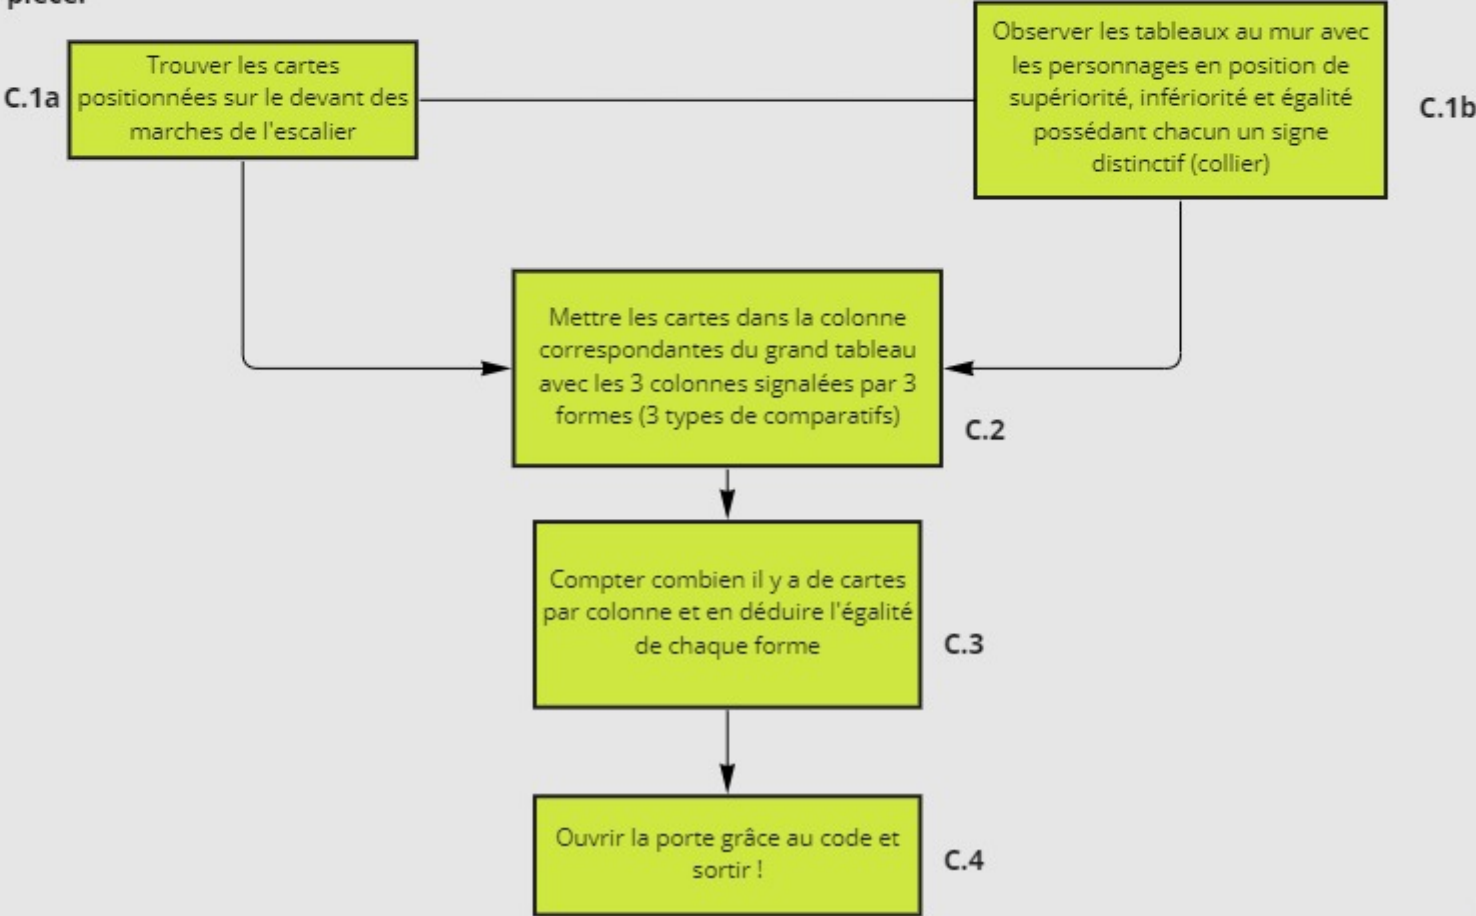 Trouver les cartes
positionnées sur le devant des
marches de l'escalier
C.1a
Observer les tableaux au mur avec
les personnages en position de
supériorité, infériorité et égalité
possédant chacun un signe
distinctif (collier)
C.1b
Mettre les cartes dans la colonne
correspondantes du grand tableau
avec les 3 colonnes signalées par 3
formes (3 types de comparatifs)
C.2
Compter combien il y a de cartes
par colonne et en déduire l'égalité
de chaque forme
C.3
Ouvrir la porte grâce au code et
sortir !
C.4